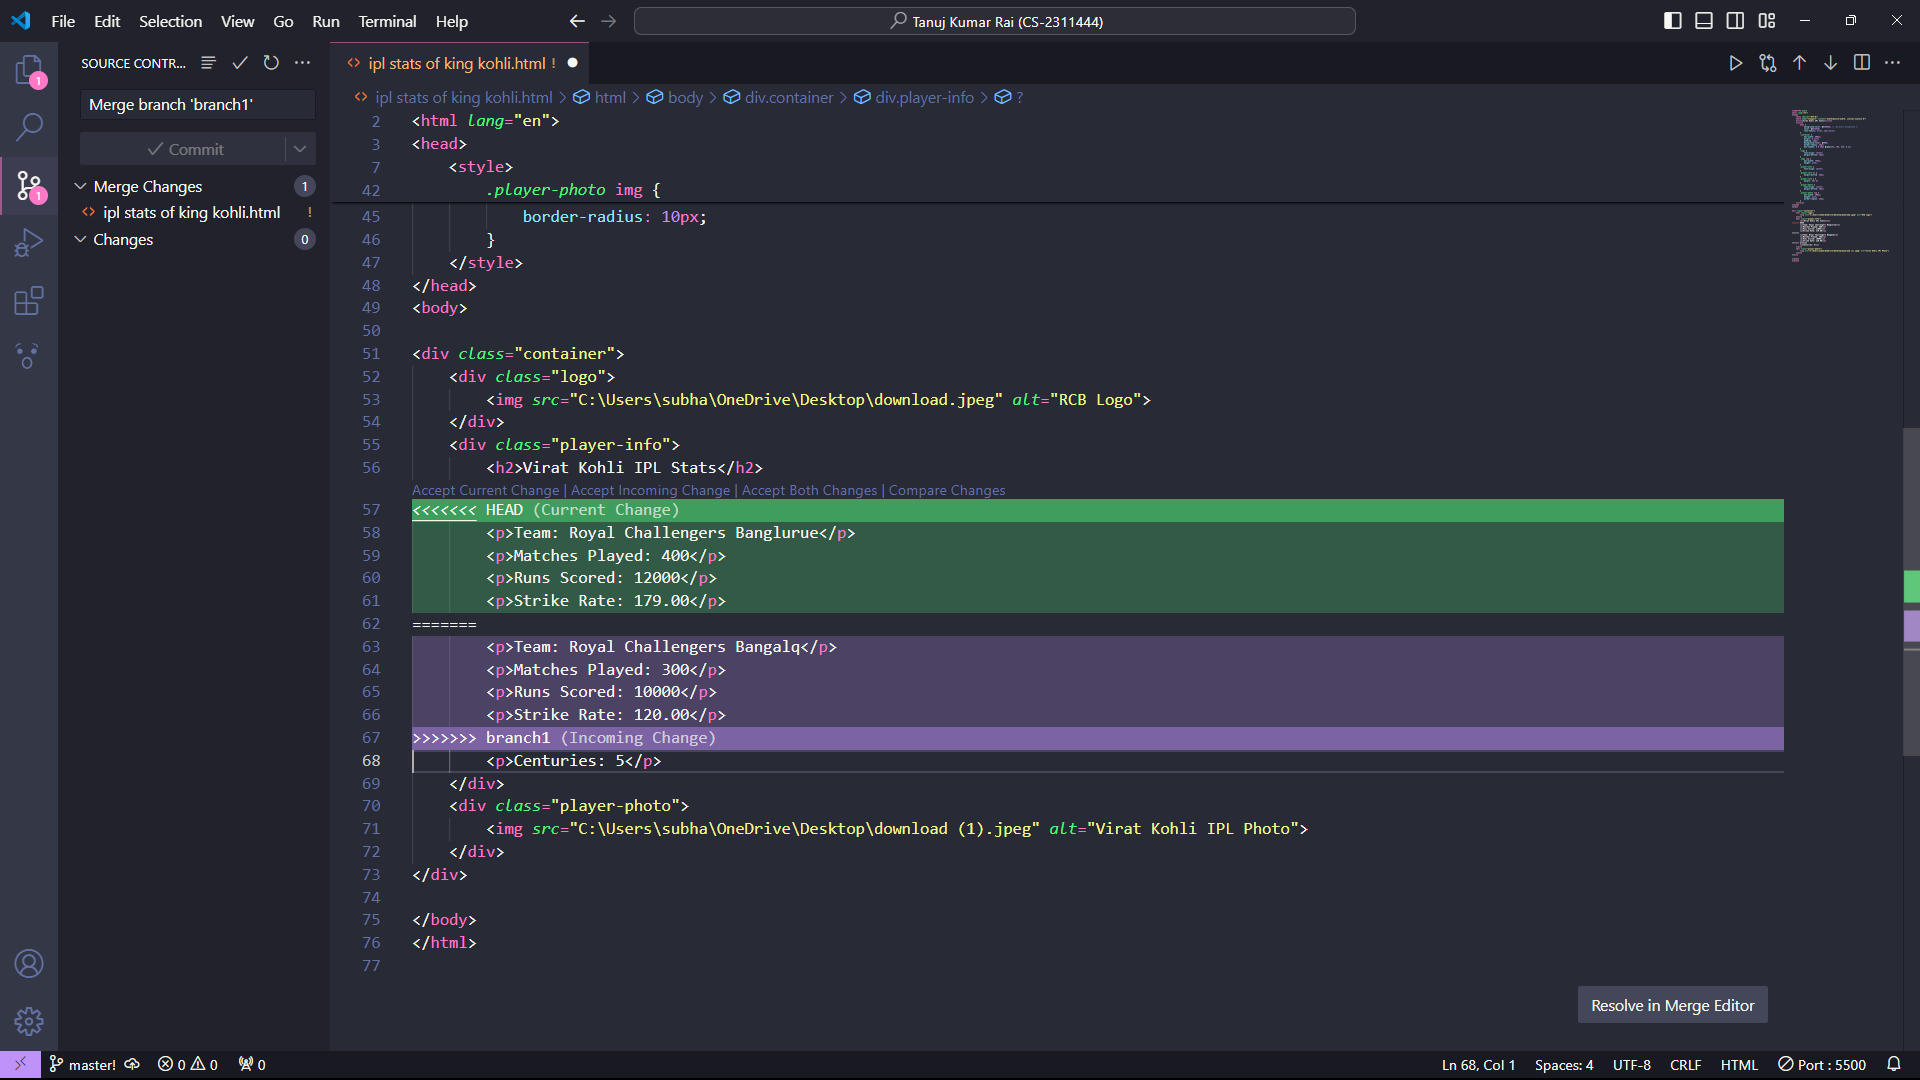 File Edit Selection View Go Run Terminal Help
Tanuj Kumar Rai (CS-2311444)
SOURCE CONTR...
Merge branch 'branch1'
Commit
Merge Changes 1
ipl stats of king kohli.html !
Changes 0
1
1
ipl stats of king kohli.html !
ipl stats of king kohli.html > html > body > div.container > div.player-info > ?
2 <html lang="en">
3 <head>
7 <style>
42 .player-photo img {
45 border-radius: 10px;
46 }
47 </style>
48 </head>
49 <body>
50
51 <div class="container">
52 <div class="logo">
53 <img src="C:\Users\subha\OneDrive\Desktop\download.jpeg" alt="RCB Logo">
54 </div>
55 <div class="player-info">
56 <h2>Virat Kohli IPL Stats</h2>
Accept Current Change | Accept Incoming Change | Accept Both Changes | Compare Changes
57 <<<<<<< HEAD (Current Change)
58 <p>Team: Royal Challengers Banglurue</p>
59 <p>Matches Played: 400</p>
60 <p>Runs Scored: 12000</p>
61 <p>Strike Rate: 179.00</p>
62 =======
63 <p>Team: Royal Challengers Bangalq</p>
64 <p>Matches Played: 300</p>
65 <p>Runs Scored: 10000</p>
66 <p>Strike Rate: 120.00</p>
67 >>>>>>> branch1 (Incoming Change)
68 <p>Centuries: 5</p>
69 </div>
70 <div class="player-photo">
71 <img src="C:\Users\subha\OneDrive\Desktop\download (1).jpeg" alt="Virat Kohli IPL Photo">
72 </div>
73 </div>
74
75 </body>
76 </html>
77
Resolve in Merge Editor
master! 0 0 0
Ln 68, Col 1 Spaces: 4 UTF-8 CRLF HTML Port : 5500